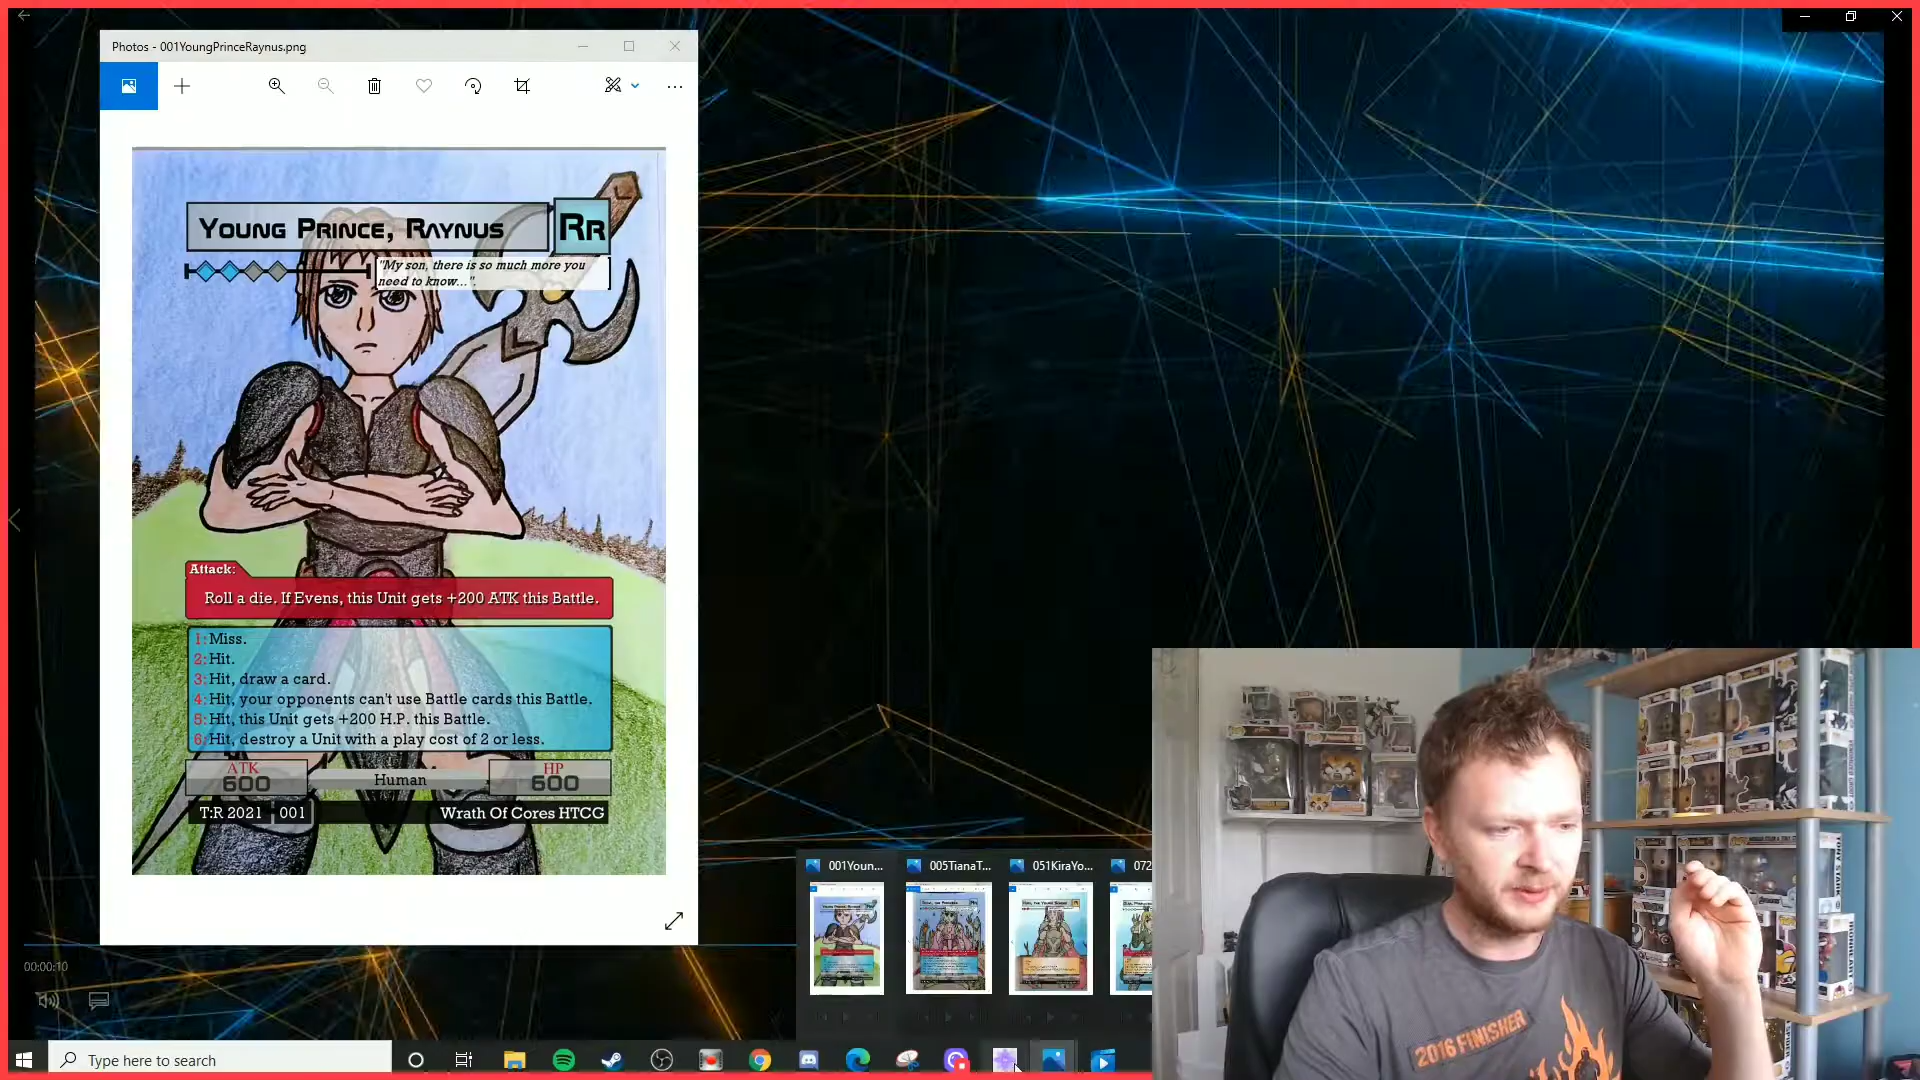 Photos - 001YoungPrinceRaynus.png
Young Prince, Raynus
RR
"My son, there is so much more you
need to know..."
Attack:
Roll a die. If Evens, this Unit gets +200 ATK this Battle.
1: Miss.
2: Hit.
3: Hit, draw a card.
4: Hit, your opponents can't use Battle cards this Battle.
5: Hit, this Unit gets +200 H.P. this Battle.
6: Hit, destroy a Unit with a play cost of 2 or less.
ATK
600
Human
HP
600
T:R 2021
001
Wrath Of Cores HTCG
001Youn...
005TianaT...
051KiraYo...
072
00:00:10
Type here to search
2016 FINISHER